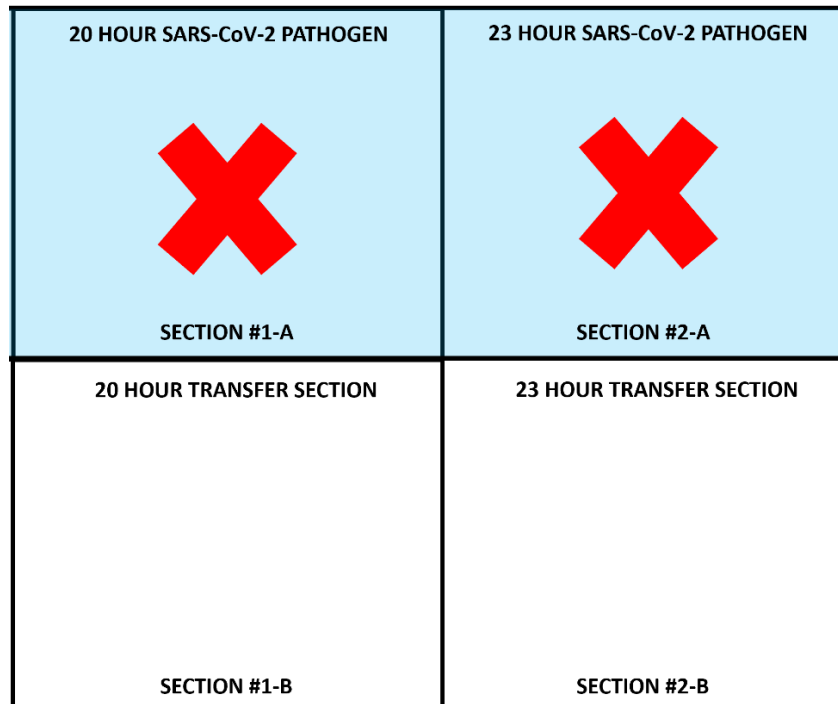 20 HOUR SARS-CoV-2 PATHOGEN
23 HOUR SARS-CoV-2 PATHOGEN
SECTION #1-A
SECTION #2-A
20 HOUR TRANSFER SECTION
23 HOUR TRANSFER SECTION
SECTION #1-B
SECTION #2-B